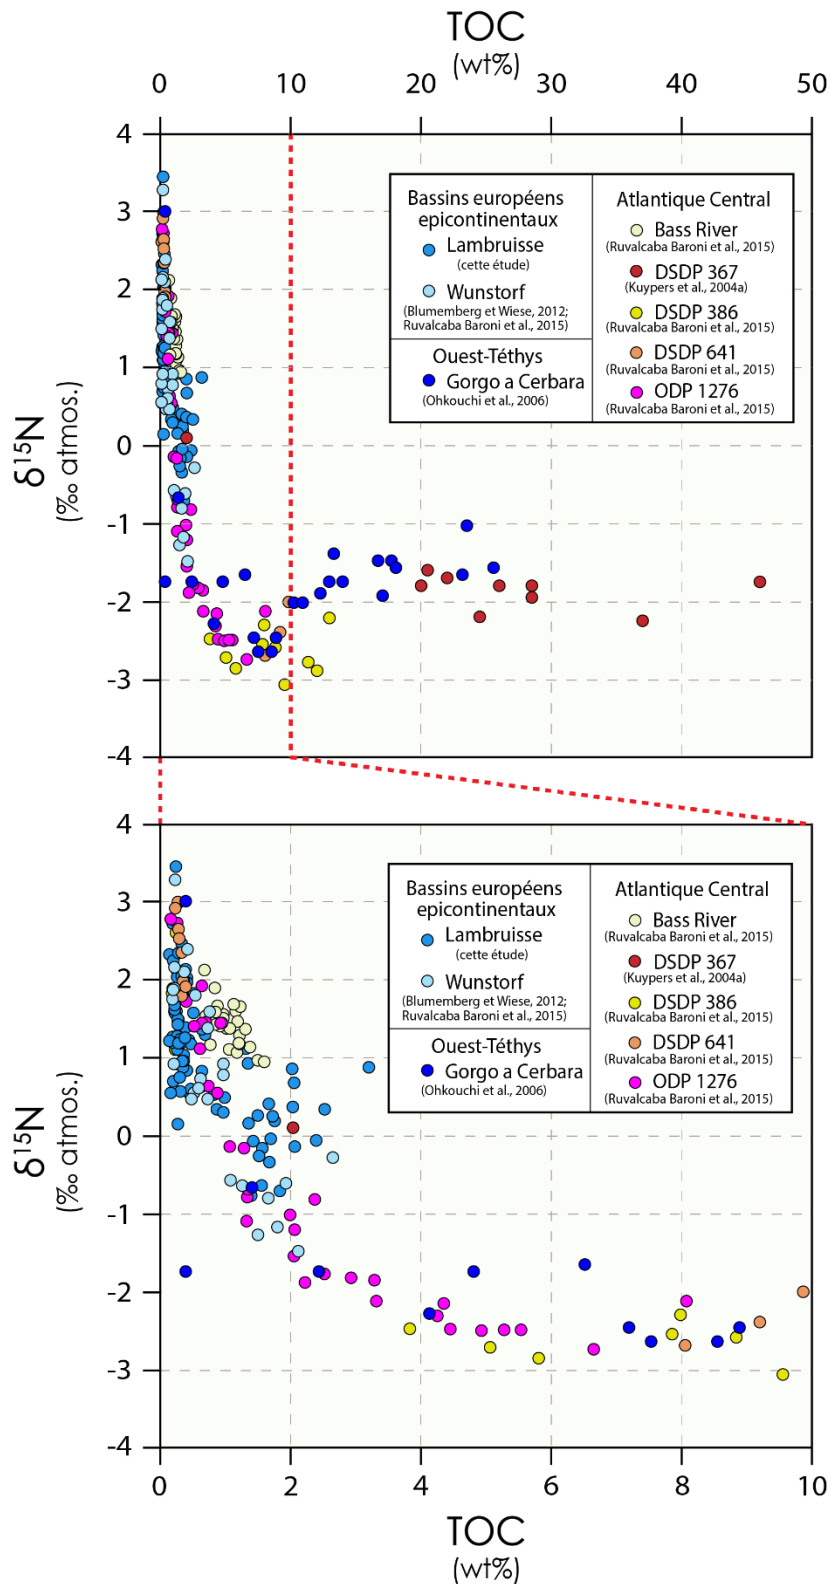 TOC
(wt%)
0 10 20 30 40 50
4
3
2
1
0
-1
-2
-3
-4
δ15N
(‰ atmos.)
Bassins européens
epicontinentaux
Lambruisse
(cette étude)
Wunstorf
(Blumemberg et Wiese, 2012;
Ruvalcaba Baroni et al., 2015)
Ouest-Téthys
Gorgo a Cerbara
(Ohkouchi et al., 2006)
Atlantique Central
Bass River
(Ruvalcaba Baroni et al., 2015)
DSDP 367
(Kuypers et al., 2004a)
DSDP 386
(Ruvalcaba Baroni et al., 2015)
DSDP 641
(Ruvalcaba Baroni et al., 2015)
ODP 1276
(Ruvalcaba Baroni et al., 2015)
4
3
2
1
0
-1
-2
-3
-4
δ15N
(‰ atmos.)
Bassins européens
epicontinentaux
Lambruisse
(cette étude)
Wunstorf
(Blumemberg et Wiese, 2012;
Ruvalcaba Baroni et al., 2015)
Ouest-Téthys
Gorgo a Cerbara
(Ohkouchi et al., 2006)
Atlantique Central
Bass River
(Ruvalcaba Baroni et al., 2015)
DSDP 367
(Kuypers et al., 2004a)
DSDP 386
(Ruvalcaba Baroni et al., 2015)
DSDP 641
(Ruvalcaba Baroni et al., 2015)
ODP 1276
(Ruvalcaba Baroni et al., 2015)
0 2 4 6 8 10
TOC
(wt%)